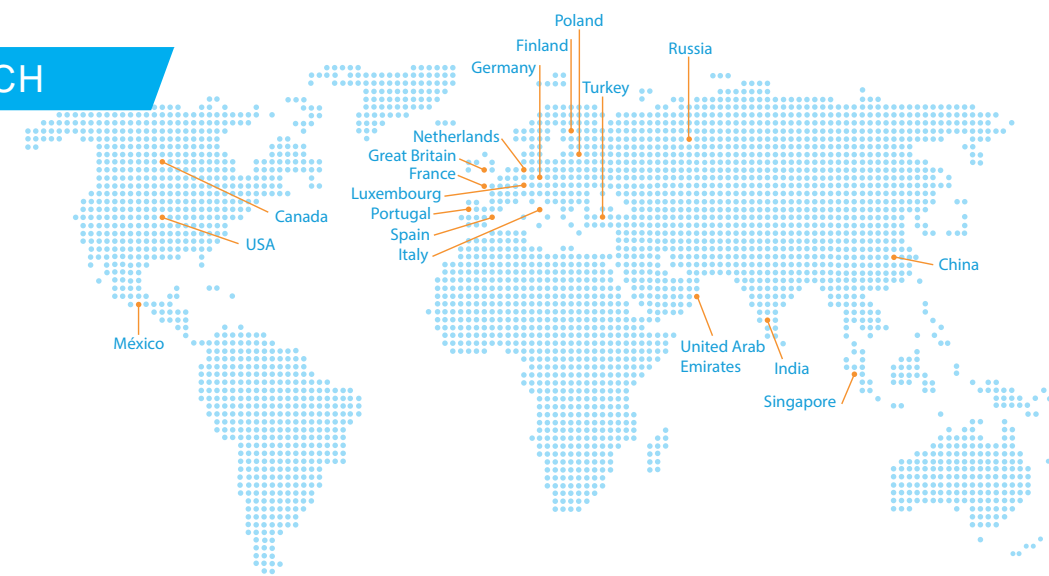 CH
Poland
Finland
Russia
Germany
Turkey
Netherlands
Great Britain
France
Luxembourg
Portugal
Canada
Spain
USA
Italy
China
México
United Arab
Emirates
India
Singapore